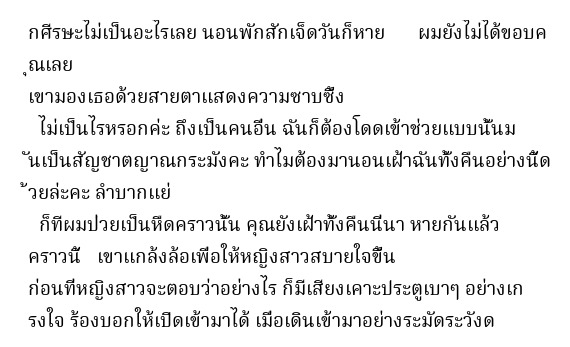 กศีรษะไม่เป็นอะไรเลย นอนพักสักเจ็ดวันก็หาย ผมยังไม่ได้ขอบค
ุณเลย
เขามองเธอด้วยสายตาแสดงความซาบซึ้ง
ไม่เป็นไรหรอกค่ะ ถึงเป็นคนอื่น ฉันก็ต้องโดดเข้าช่วยแบบนั้นม
ันเป็นสัญชาตญาณกระมังคะ ทำไมต้องมานอนเฝ้าฉันทั้งคืนอย่างนี้ด
้วยล่ะคะ ลำบากแย่
ก็ทีผมป่วยเป็นหืดคราวนั้น คุณยังเฝ้าทั้งคืนนี่นา หายกันแล้ว
คราวนี้ เขาแกล้งล้อเพื่อให้หญิงสาวสบายใจขึ้น
ก่อนที่หญิงสาวจะตอบว่าอย่างไร ก็มีเสียงเคาะประตูเบาๆ อย่างเก
รงใจ ร้องบอกให้เปิดเข้ามาได้ เมื่อเดินเข้ามาอย่างระมัดระวังด